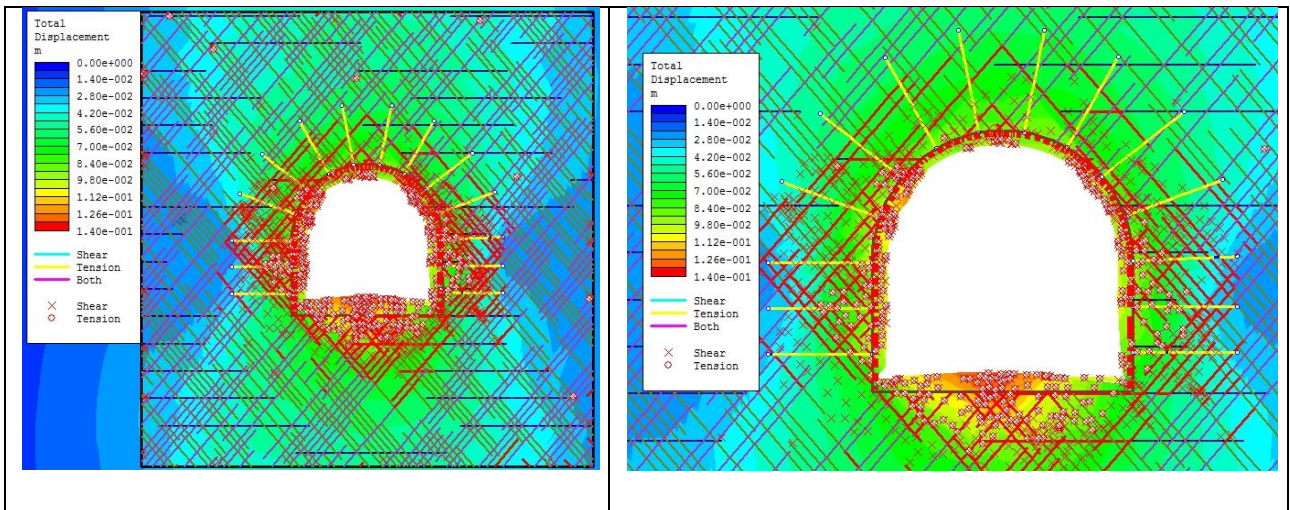 Total
Displacement
m
0.00e+000
1.40e-002
2.80e-002
4.20e-002
5.60e-002
7.00e-002
8.40e-002
9.80e-002
1.12e-001
1.26e-001
1.40e-001
Shear
Tension
Both
Shear
Tension
Total
Displacement
m
0.00e+000
1.40e-002
2.80e-002
4.20e-002
5.60e-002
7.00e-002
8.40e-002
9.80e-002
1.12e-001
1.26e-001
1.40e-001
Shear
Tension
Both
Shear
Tension